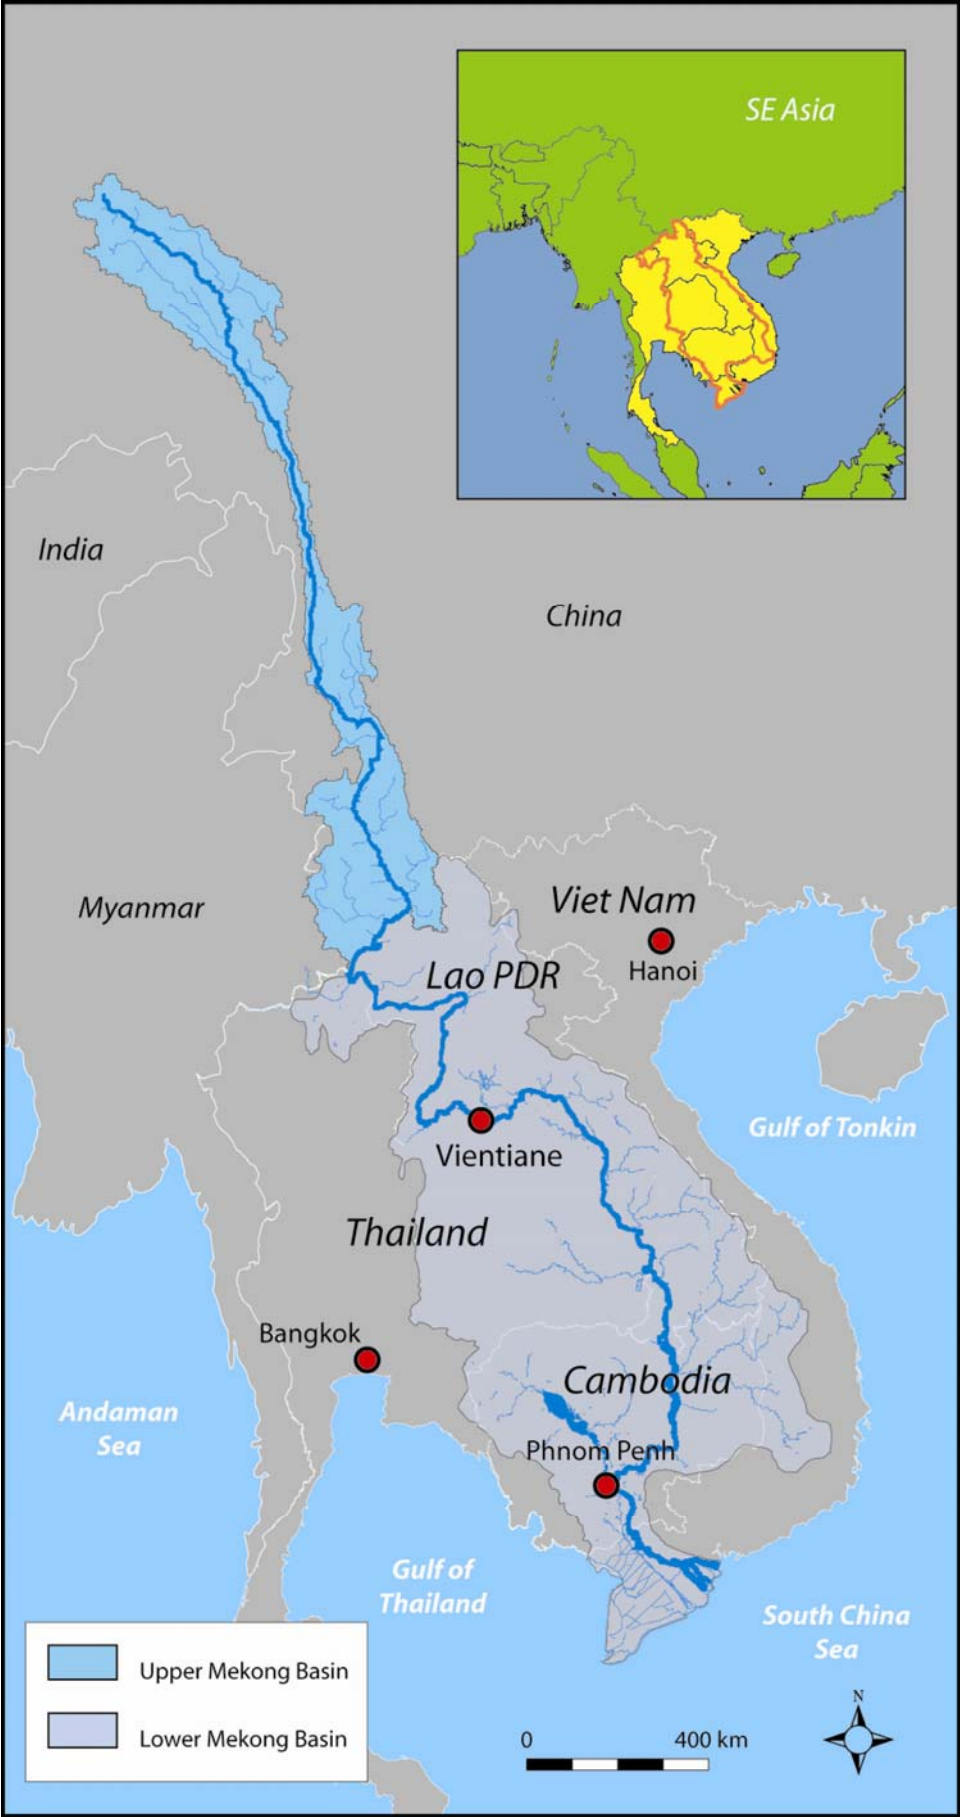 SE Asia
India
China
Myanmar
Viet Nam
Hanoi
Lao PDR
Gulf of Tonkin
Vientiane
Thailand
Bangkok
Cambodia
Andaman
Sea
Phnom Penh
Gulf of
Thailand
South China
Sea
Upper Mekong Basin
Lower Mekong Basin
N
0 400 km